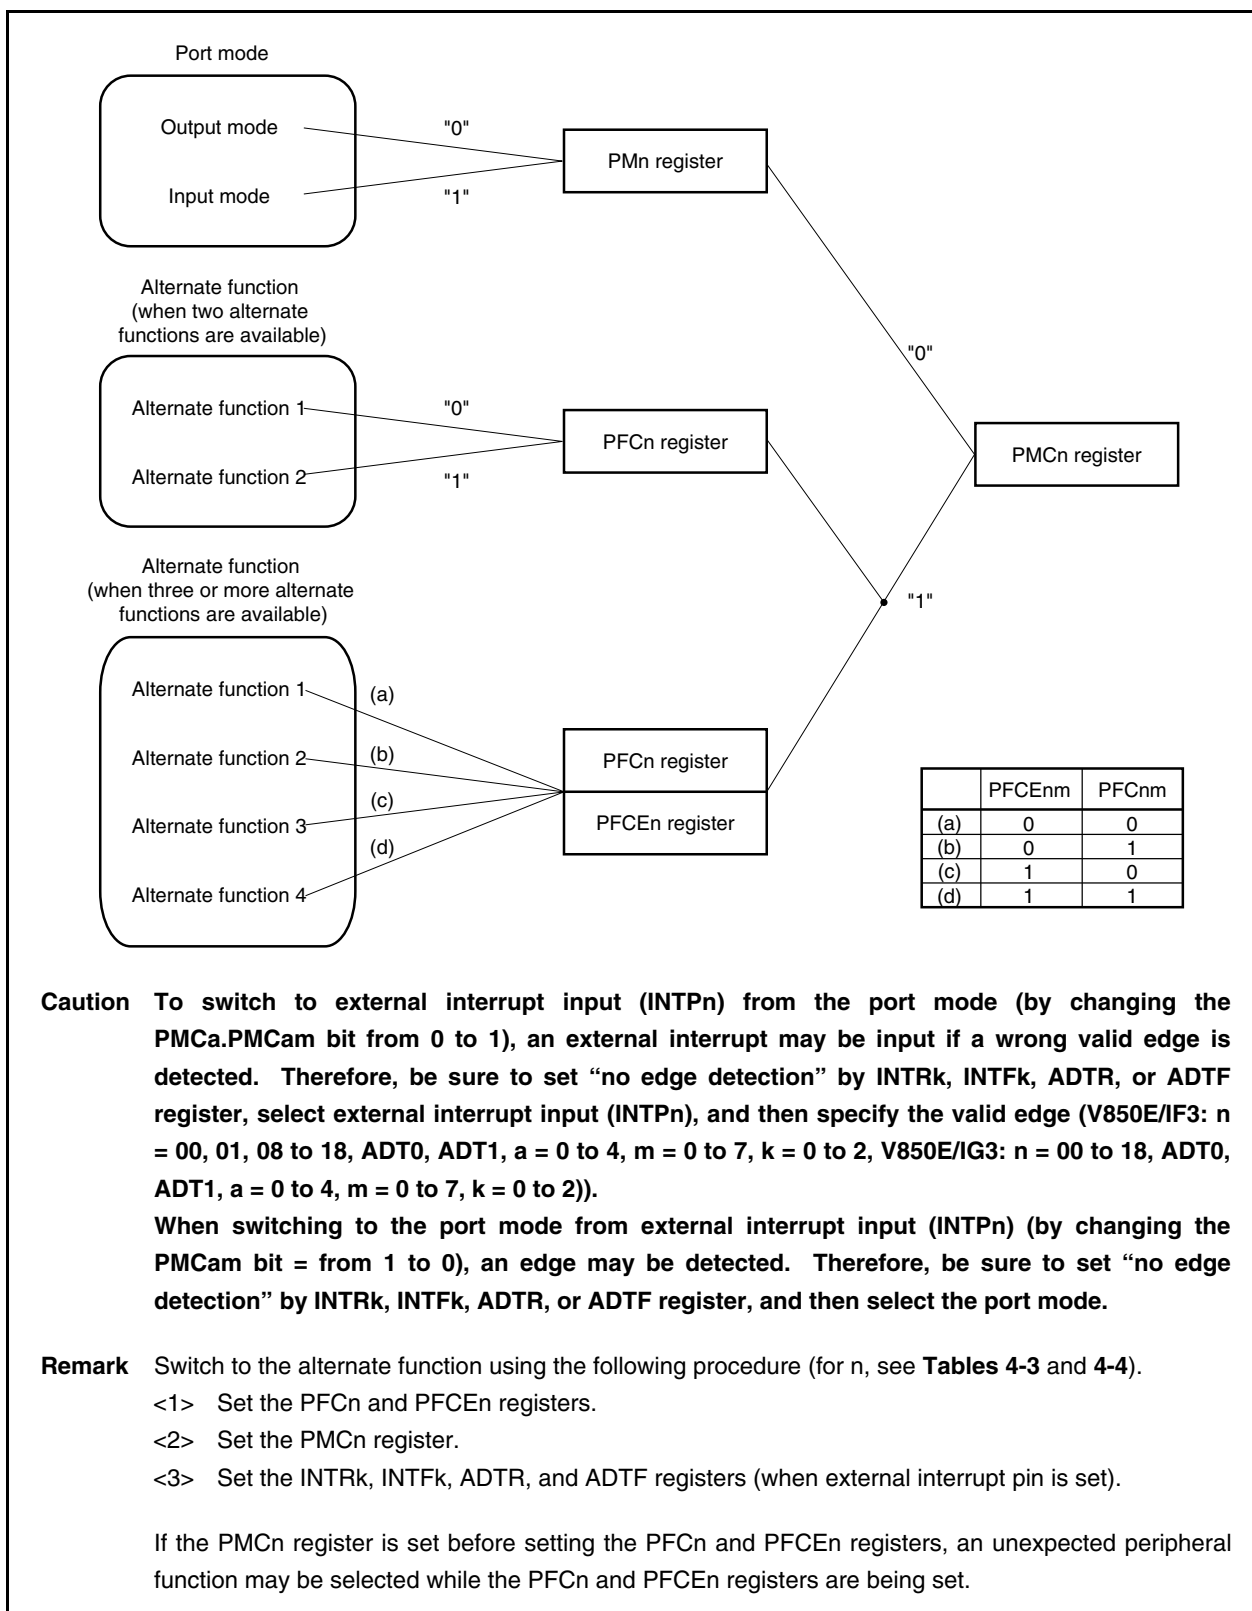 Port mode
Output mode
"0"
PMn register
Input mode
"1"
Alternate function
(when two alternate
functions are available)
"0"
Alternate function 1
"0"
PFCn register
PMCn register
Alternate function 2
"1"
Alternate function
(when three or more alternate
functions are available)
"1"
Alternate function 1
(a)
Alternate function 2
(b)
PFCn register
(c)
Alternate function 3
PFCEn register
(d)
Alternate function 4
PFCEnm PFCnm
(a) 0 0
(b) 0 1
(c) 1 0
(d) 1 1
Caution To switch to external interrupt input (INTPn) from the port mode (by changing the
PMCa.PMCam bit from 0 to 1), an external interrupt may be input if a wrong valid edge is
detected. Therefore, be sure to set “no edge detection” by INTRk, INTFk, ADTR, or ADTF
register, select external interrupt input (INTPn), and then specify the valid edge (V850E/IF3: n
= 00, 01, 08 to 18, ADT0, ADT1, a = 0 to 4, m = 0 to 7, k = 0 to 2, V850E/IG3: n = 00 to 18, ADT0,
ADT1, a = 0 to 4, m = 0 to 7, k = 0 to 2)).
When switching to the port mode from external interrupt input (INTPn) (by changing the
PMCam bit = from 1 to 0), an edge may be detected. Therefore, be sure to set “no edge
detection” by INTRk, INTFk, ADTR, or ADTF register, and then select the port mode.
Remark Switch to the alternate function using the following procedure (for n, see Tables 4-3 and 4-4).
<1> Set the PFCn and PFCEn registers.
<2> Set the PMCn register.
<3> Set the INTRk, INTFk, ADTR, and ADTF registers (when external interrupt pin is set).
If the PMCn register is set before setting the PFCn and PFCEn registers, an unexpected peripheral
function may be selected while the PFCn and PFCEn registers are being set.